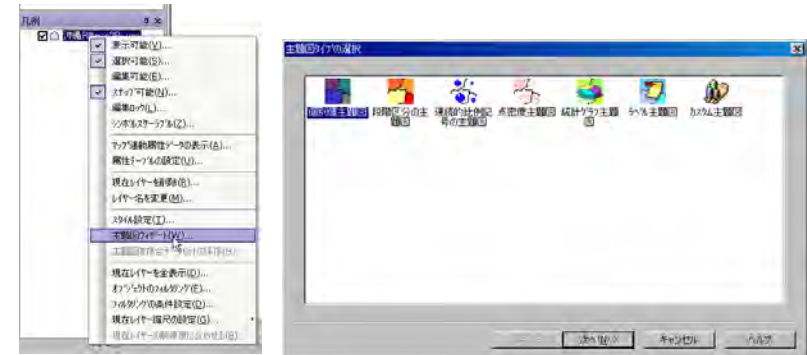 凡例
表示可能(V)...
選択可能(S)...
編集可能(E)...
スナップ可能(N)...
編集ロック(L)...
シンボルスケーラブル(Z)...
マップ連動属性データの表示(A)...
属性テーブルの設定(U)...
現在レイヤーを削除(R)...
レイヤー名を変更(M)...
スタイル設定(T)...
主題図ウィザード(W)...
現在レイヤーを全表示(O)...
オブジェクトのフィルタリング(F)...
フィルタリングの条件設定(D)...
現在レイヤー縮尺の設定(G)
主題図タイプの選択
段階区分の主題図
連続的比例記号の主題図
点密度主題図
統計グラフ主題図
ラベル主題図
カスタム主題図
次へ(N)>
キャンセル
ヘルプ